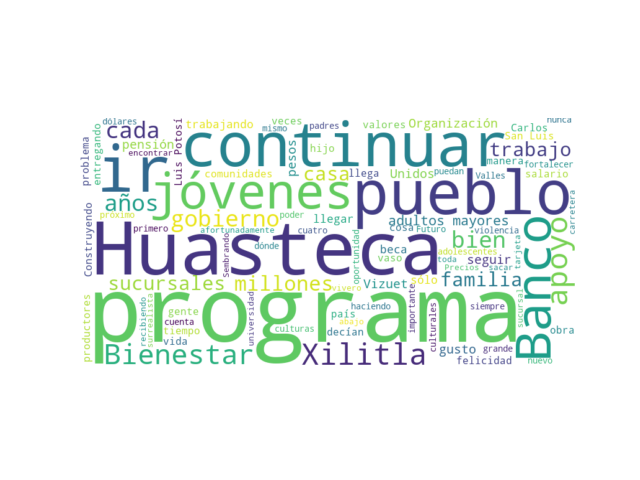 dólares
veces
mismo
padres
valores
Organización
nunca
cada
trabajando
Carlos
San Luis
carretera
problema
entregando
pensión
encontrar
Luis Potosí
ir
continuar
pesos
hijo
trabajo
manera
fortalecer
comunidades
casa
llega
Unidos
puedan
Valles
salario
jóvenes
pueblo
años
próximo
gobierno
poder
llegar
adultos mayores
Construyendo
primero
afortunadamente
cuatro
cosa
Futuro
violencia
bien
apoyo
Huasteca
Sembrando
dónde
oportunidad
beca
adolescentes
seguir
toda
tarjeta
Banco
vaso
Precios
sacar
sucursales
millones
vivero
Vizuet
sólo
familia
sucursal
programa
productores
recibiendo
surrealista
gente
cuenta
tiempo
universidad
culturas
haciendo
país
abajo
decían
importante
culturales
siempre
obra
vida
Bienestar
Xilitla
gusto
grande
felicidad
nuevo